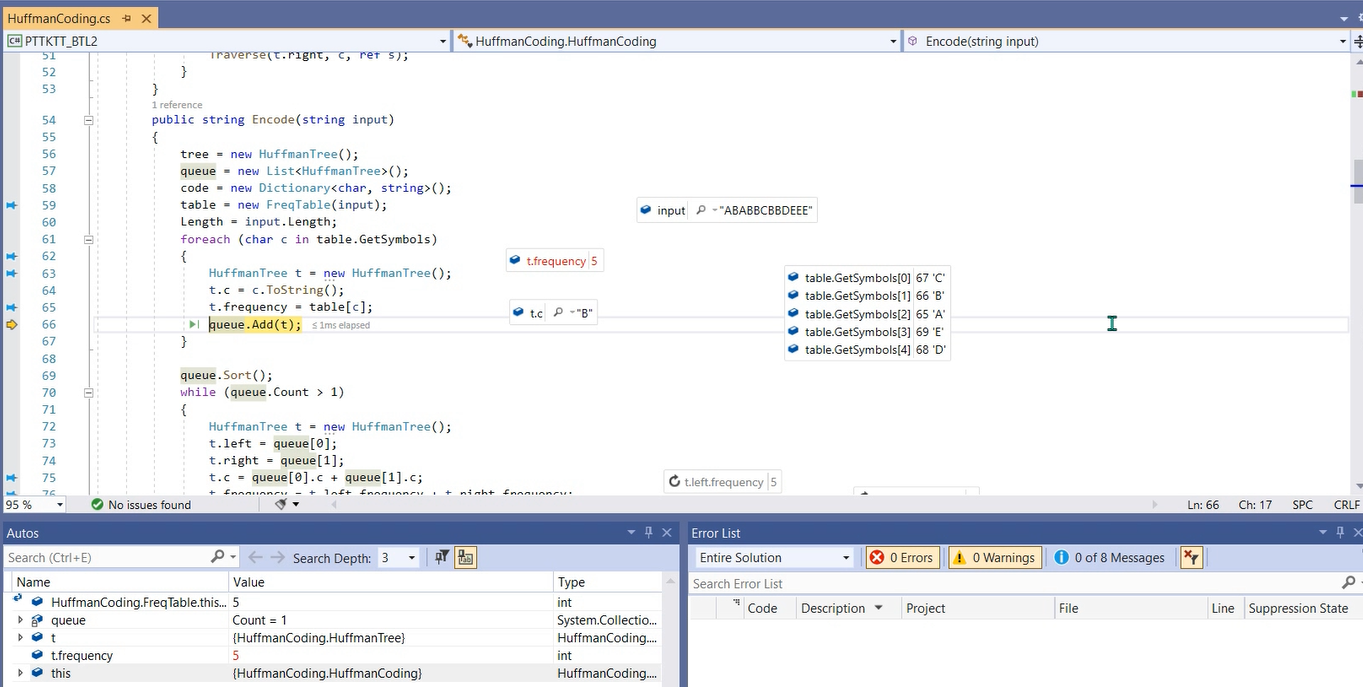 HuffmanCoding.cs
PTTKTT_BTL2 HuffmanCoding.HuffmanCoding Encode(string input)
51 Traverse(t.right, c, ref s);
52 }
53 }
1 reference
54 public string Encode(string input)
55 {
56 tree = new HuffmanTree();
57 queue = new List<HuffmanTree>();
58 code = new Dictionary<char, string>();
59 table = new FreqTable(input);
input "ABABBCBBDEEE"
60 Length = input.Length;
61 foreach (char c in table.GetSymbols)
62 {
t.frequency 5
63 HuffmanTree t = new HuffmanTree();
table.GetSymbols[0] 67 'C'
64 t.c = c.ToString();
table.GetSymbols[1] 66 'B'
65 t.frequency = table[c];
t.c "B"
table.GetSymbols[2] 65 'A'
66 queue.Add(t); ≤ 1ms elapsed
table.GetSymbols[3] 69 'E'
67 }
table.GetSymbols[4] 68 'D'
68
69 queue.Sort();
70 while (queue.Count > 1)
71 {
72 HuffmanTree t = new HuffmanTree();
73 t.left = queue[0];
74 t.right = queue[1];
75 t.c = queue[0].c + queue[1].c;
t.left.frequency 5
76 t.frequency = t.left.frequency + t.right.frequency;
95 % No issues found Ln: 66 Ch: 17 SPC CRLF
Autos
Search (Ctrl+E) Search Depth: 3
Name Value Type
HuffmanCoding.FreqTable.this... 5 int
queue Count = 1 System.Collectio...
t {HuffmanCoding.HuffmanTree} HuffmanCoding....
t.frequency 5 int
this {HuffmanCoding.HuffmanCoding} HuffmanCoding....
Error List
Entire Solution 0 Errors 0 Warnings 0 of 8 Messages
Search Error List
Code Description Project File Line Suppression State